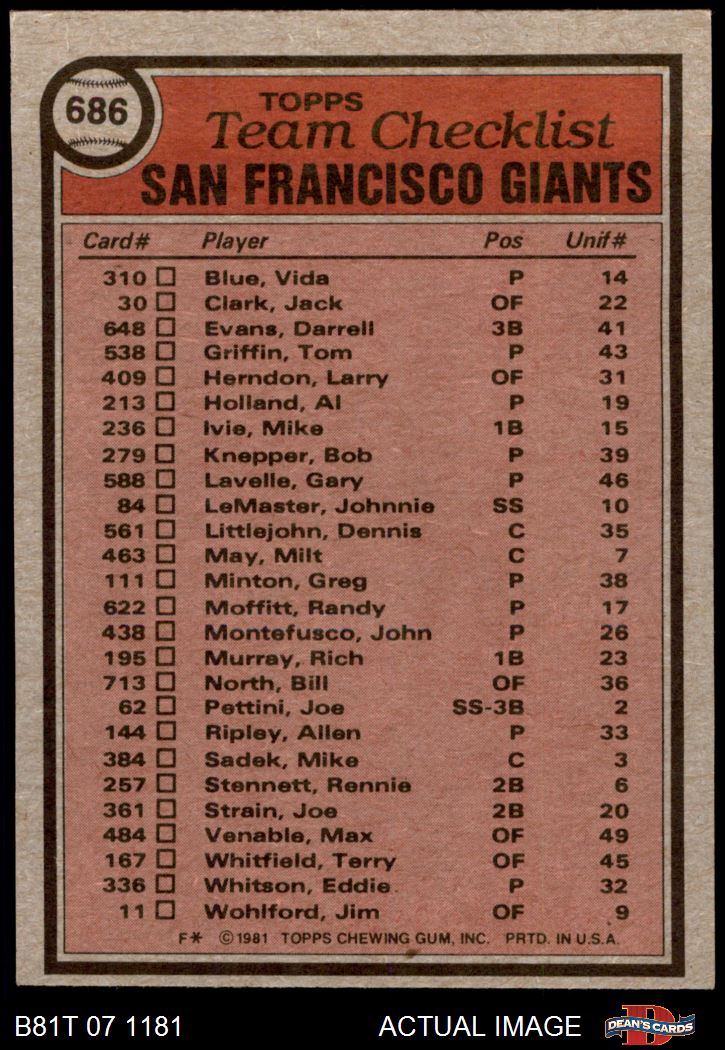 686
TOPPS
Team Checklist
SAN FRANCISCO GIANTS
Card# Player Pos Unif#
310 Blue, Vida P 14
30 Clark, Jack OF 22
648 Evans, Darrell 3B 41
538 Griffin, Tom P 43
409 Herndon, Larry OF 31
213 Holland, Al P 19
236 Ivie, Mike 1B 15
279 Knepper, Bob P 39
588 Lavelle, Gary P 46
84 LeMaster, Johnnie SS 10
561 Littlejohn, Dennis C 35
463 May, Milt C 7
111 Minton, Greg P 38
622 Moffitt, Randy P 17
438 Montefusco, John P 26
195 Murray, Rich 1B 23
713 North, Bill OF 36
62 Pettini, Joe SS-3B 2
144 Ripley, Allen P 33
384 Sadek, Mike C 3
257 Stennett, Rennie 2B 6
361 Strain, Joe 2B 20
484 Venable, Max OF 49
167 Whitfield, Terry OF 45
336 Whitson, Eddie P 32
11 Wohlford, Jim OF 9
F* ©1981 TOPPS CHEWING GUM, INC. PRTD. IN U.S.A.
B81T 07 1181 ACTUAL IMAGE DEAN'S CARDS